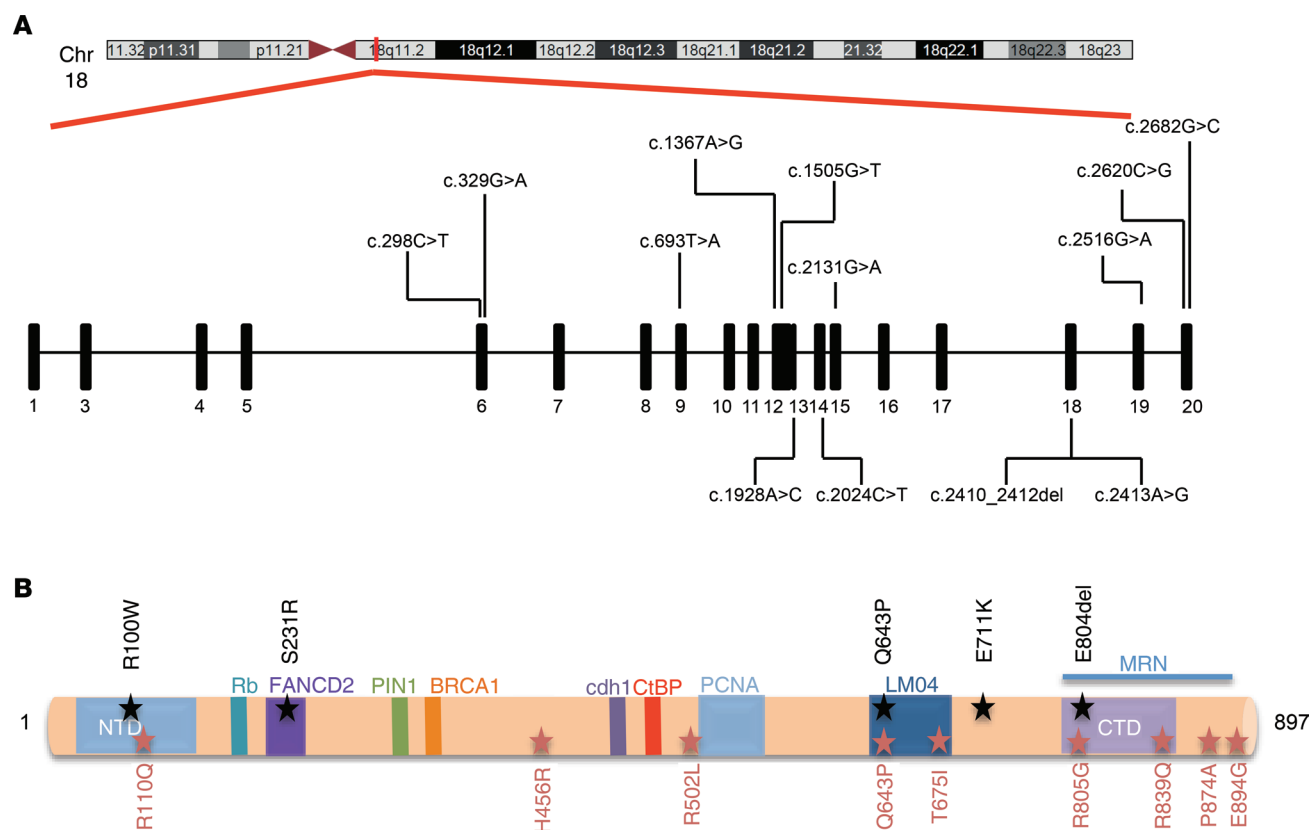 A
Chr
18
11.32 p11.31 p11.21 18q11.2 18q12.1 18q12.2 18q12.3 18q21.1 18q21.2 21.32 18q22.1 18q22.3 18q23
c.2682G>C
c.1367A>G
c.1505G>T
c.2620C>G
c.329G>A
c.298C>T
c.693T>A
c.2516G>A
c.2131G>A
1 3 4 5 6 7 8 9 10 11 12 13 14 15 16 17 18 19 20
c.1928A>C c.2024C>T c.2410_2412del c.2413A>G
B
R100W S231R Q643P E711K E804del
MRN
Rb FANCD2 PIN1 BRCA1 cdh1 CtBP PCNA LM04
1 NTD CTD 897
R110Q H456R R502L Q643P T675I R805G R839Q P874A E894G